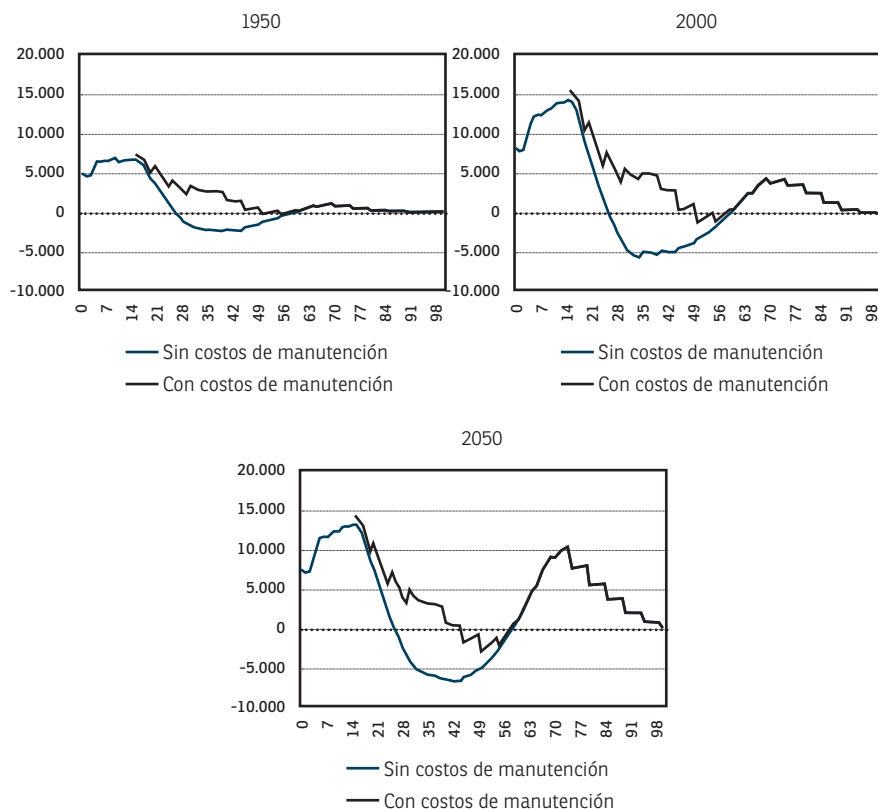 1950
20.000
15.000
10.000
5.000
0
-5.000
-10.000
0 7 14 21 28 35 42 49 56 63 70 77 84 91 98
Sin costos de manutención
Con costos de manutención
2000
20.000
15.000
10.000
5.000
0
-5.000
-10.000
0 7 14 21 28 35 42 49 56 63 70 77 84 91 98
Sin costos de manutención
Con costos de manutención
2050
20.000
15.000
10.000
5.000
0
-5.000
-10.000
0 7 14 21 28 35 42 49 56 63 70 77 84 91 98
Sin costos de manutención
Con costos de manutención